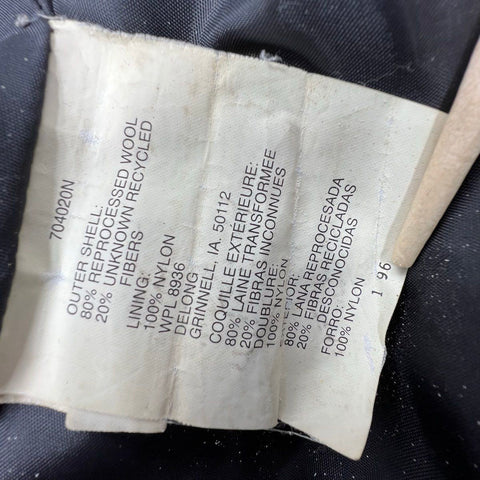 704020N
OUTER SHELL:
80% REPROCESSED WOOL
20% UNKNOWN RECYCLED
FIBERS
LINING:
100% NYLON
WPL 8936
DELONG
GRINNELL, IA. 50112
COQUILLE EXTÉRIEURE:
80% LAINE TRANSFORMÉE
20% FIBRAS INCONNUES
DOUBLURE:
100% NYLON
80% LANA REPROCESADA
20% FIBRAS RECICLADAS
DESCONOCIDAS
FORRO:
100% NYLON
1 96